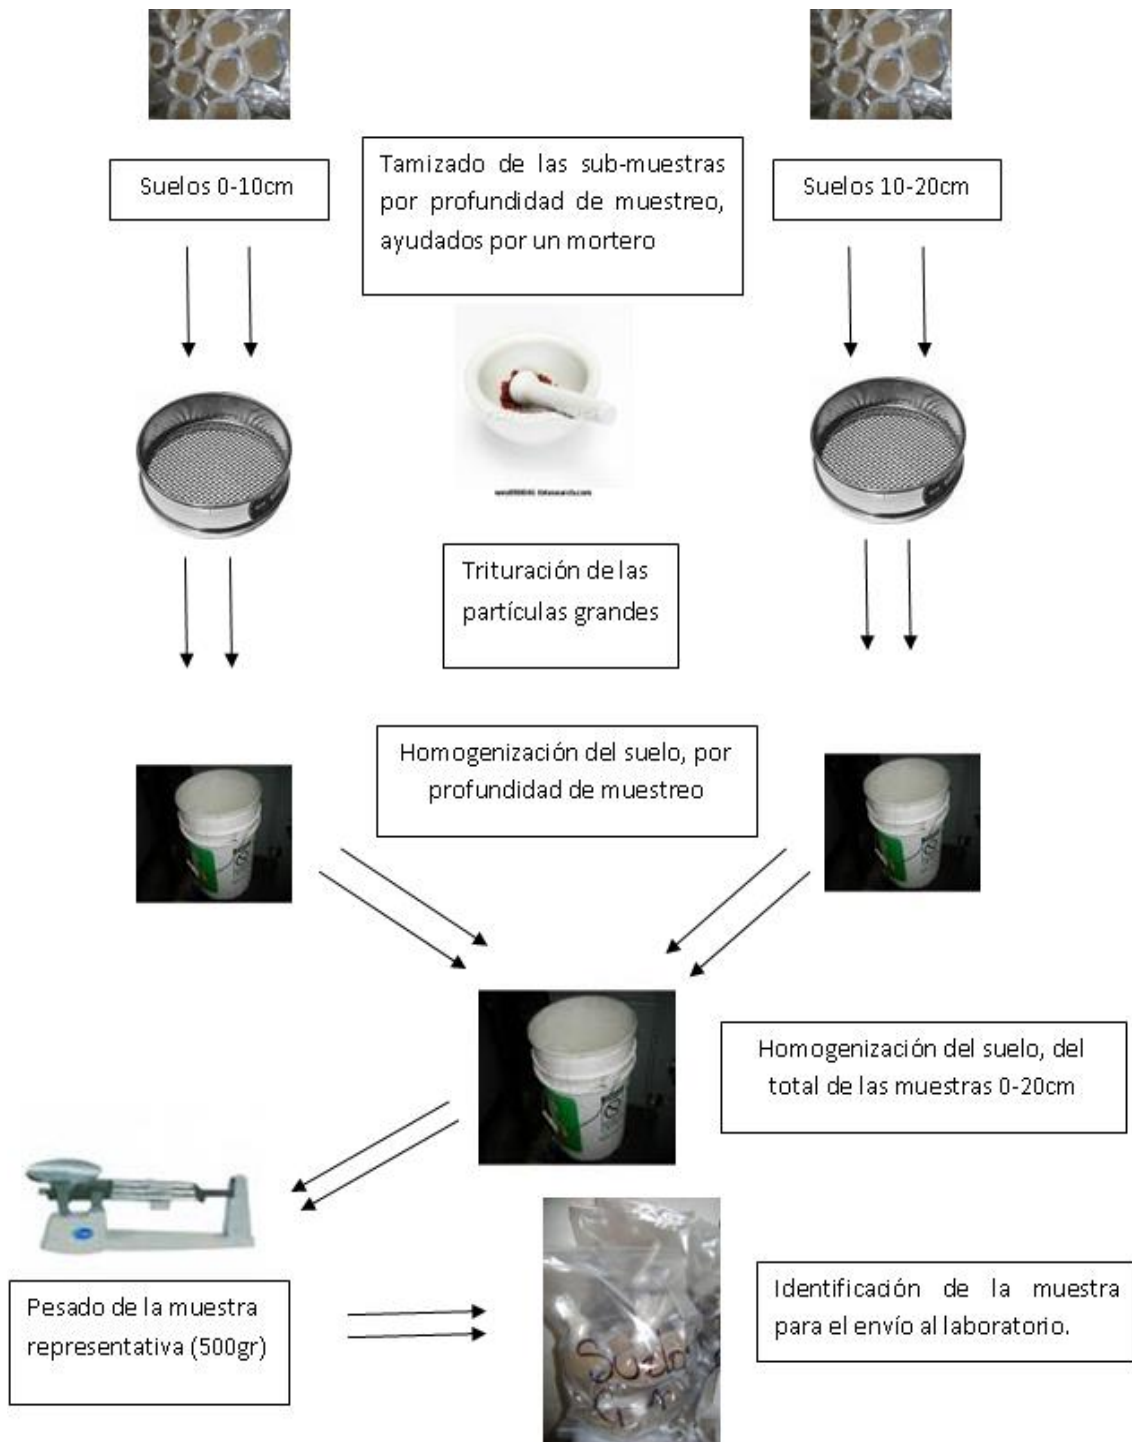 Suelos 0-10cm
Tamizado de las sub-muestras
por profundidad de muestreo,
ayudados por un mortero
Suelos 10-20cm
Trituración de las
partículas grandes
Homogenización del suelo, por
profundidad de muestreo
Homogenización del suelo, del
total de las muestras 0-20cm
Pesado de la muestra
representativa (500gr)
Suelo
Identificación de la muestra
para el envío al laboratorio.